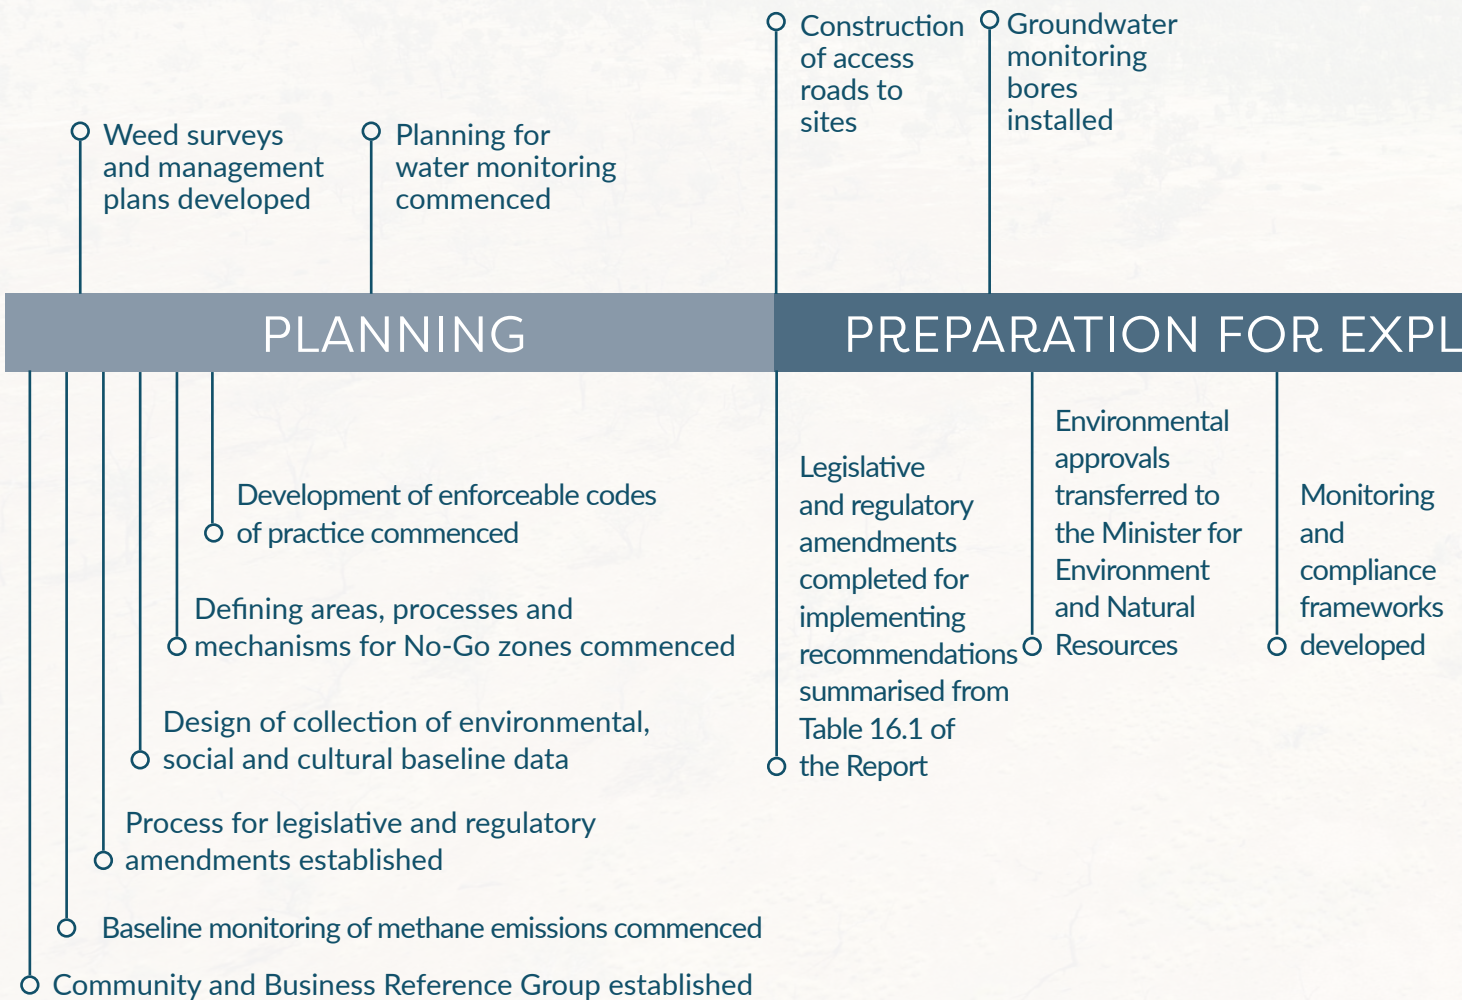 Construction
of access
roads to
sites
Groundwater
monitoring
bores
installed
Weed surveys
and management
plans developed
Planning for
water monitoring
commenced
PLANNING
PREPARATION FOR EXPL
Development of enforceable codes
of practice commenced
Defining areas, processes and
mechanisms for No-Go zones commenced
Design of collection of environmental,
social and cultural baseline data
Process for legislative and regulatory
amendments established
Baseline monitoring of methane emissions commenced
Community and Business Reference Group established
Legislative
and regulatory
amendments
completed for
implementing
recommendations
summarised from
Table 16.1 of
the Report
Environmental
approvals
transferred to
the Minister for
Environment
and Natural
Resources
Monitoring
and
compliance
frameworks
developed